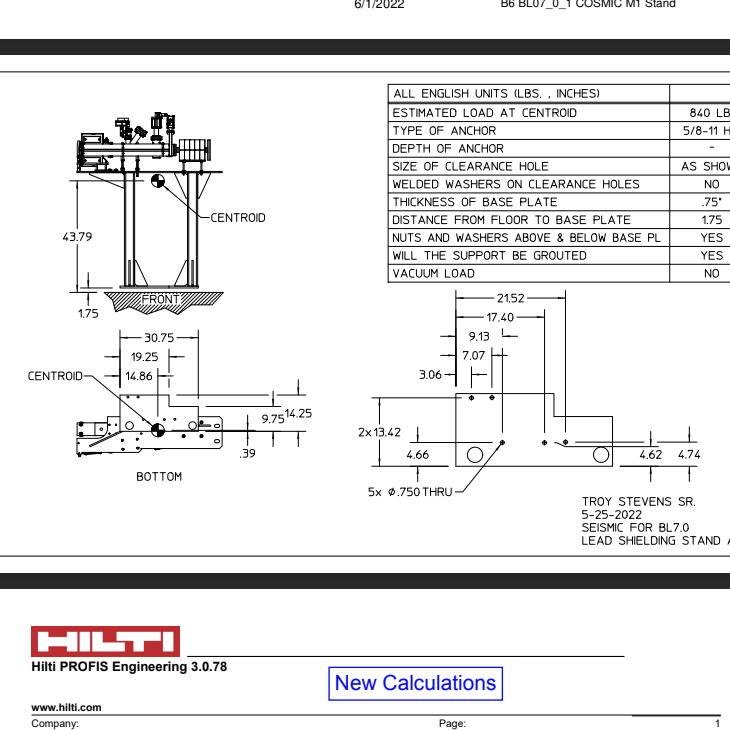 6/1/2022 B6 BL07_0_1 COSMIC M1 Stand
ALL ENGLISH UNITS (LBS. , INCHES)
ESTIMATED LOAD AT CENTROID 840 LB
TYPE OF ANCHOR 5/8-11 H
DEPTH OF ANCHOR -
SIZE OF CLEARANCE HOLE AS SHOW
WELDED WASHERS ON CLEARANCE HOLES NO
THICKNESS OF BASE PLATE .75"
DISTANCE FROM FLOOR TO BASE PLATE 1.75
NUTS AND WASHERS ABOVE & BELOW BASE PL YES
WILL THE SUPPORT BE GROUTED YES
VACUUM LOAD NO
CENTROID
43.79
FRONT
1.75
30.75
19.25
CENTROID 14.86
9.75 14.25
.39
BOTTOM
21.52
17.40
9.13
7.07
3.06
2x 13.42
4.66 4.62 4.74
5x Ø.750 THRU
TROY STEVENS SR.
5-25-2022
SEISMIC FOR BL7.0
LEAD SHIELDING STAND A
HILTI
Hilti PROFIS Engineering 3.0.78
New Calculations
www.hilti.com
Company: Page: 1